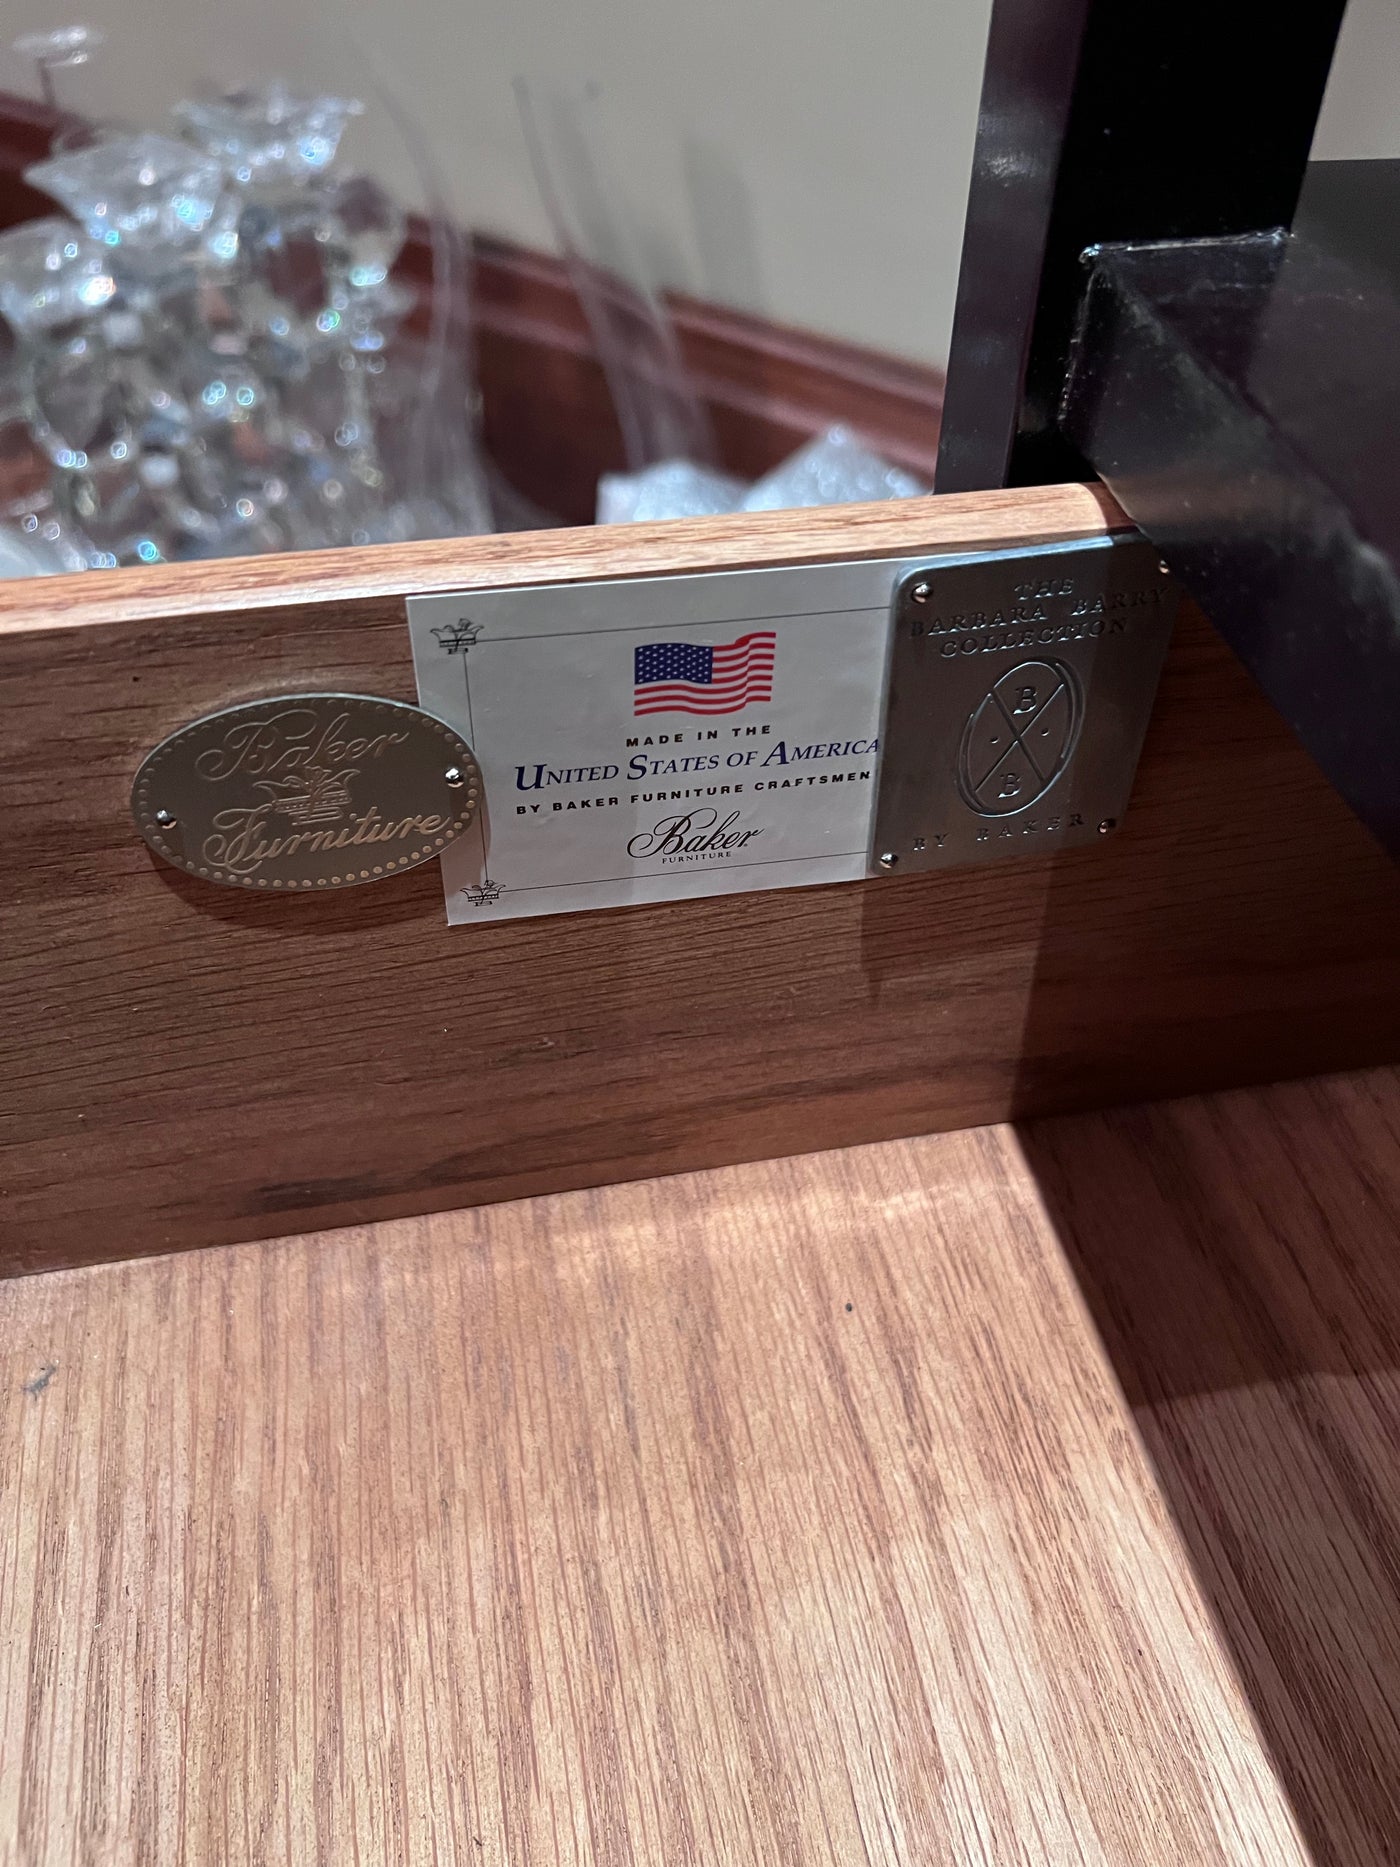 Baker
Furniture
MADE IN THE
UNITED STATES OF AMERICA
BY BAKER FURNITURE CRAFTSMEN
Baker
FURNITURE
THE
BARBARA BARRY
COLLECTION
B
B
BY BAKER